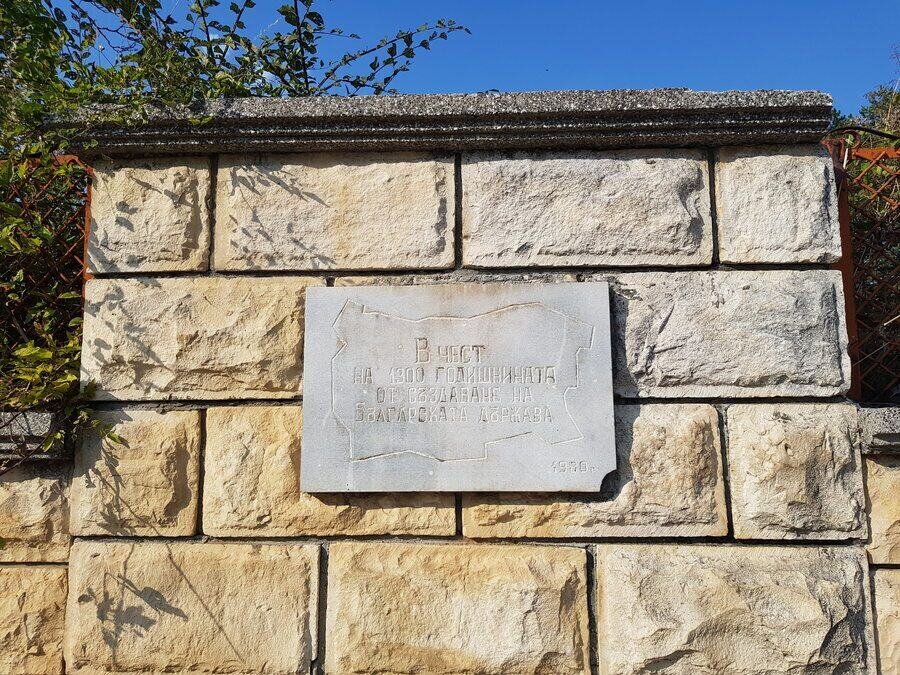 В ЧЕСТ
НА 1300 ГОДИШНИНАТА
ОТ СЪЗДАВАНЕ НА
БЪЛГАРСКАТА ДЪРЖАВА
1980 г